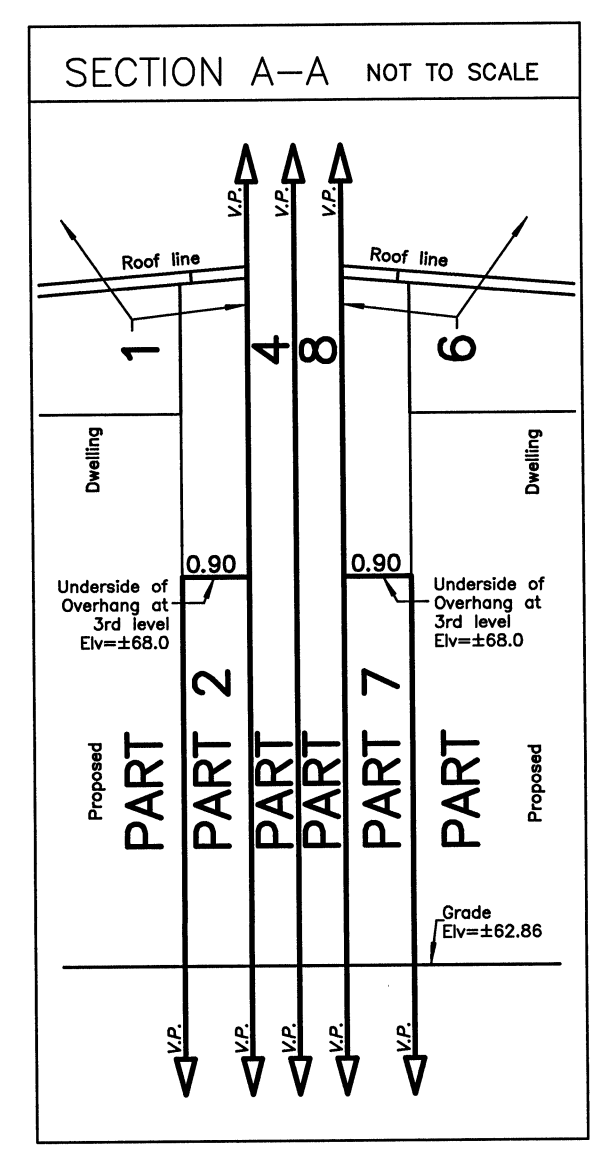 SECTION A–A NOT TO SCALE
V.P. V.P. V.P.
Roof line
Roof line
1
4
8
6
Dwelling
Dwelling
0.90
0.90
Underside of
Overhang at
3rd level
Elv=±68.0
Underside of
Overhang at
3rd level
Elv=±68.0
Proposed
PART
PART 2
PART
PART
PART 7
PART
Proposed
Grade
Elv=±62.86
V.P. V.P. V.P. V.P. V.P.